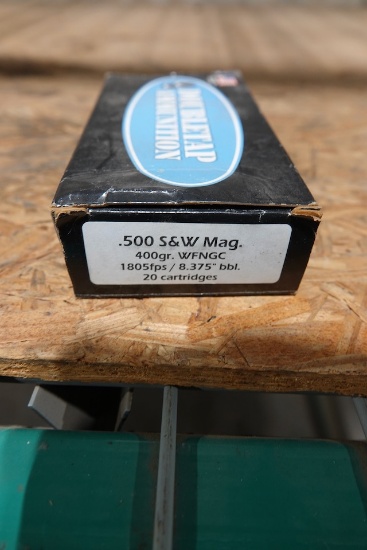 DOUBLETAP
AMMUNITION
.500 S&W Mag.
400gr. WFNGC
1805fps / 8.375" bbl.
20 cartridges